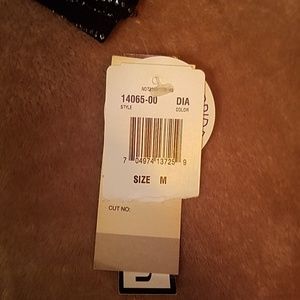 14065-00 DIA
STYLE COLOR
7 04974 13725 9
SIZE M
CUT NO: